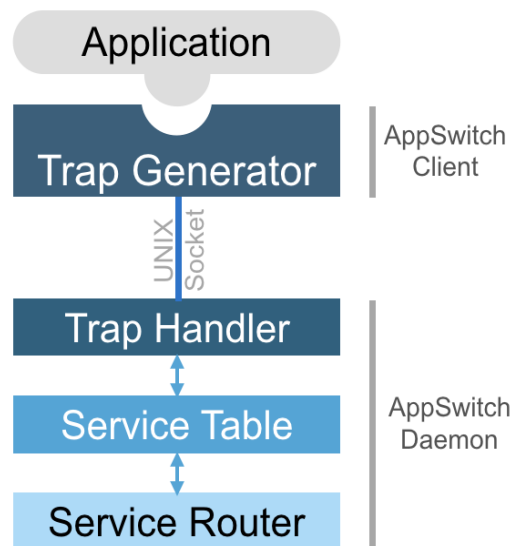 Application
Trap Generator
AppSwitch
Client
UNIX
Socket
Trap Handler
Service Table
AppSwitch
Daemon
Service Router